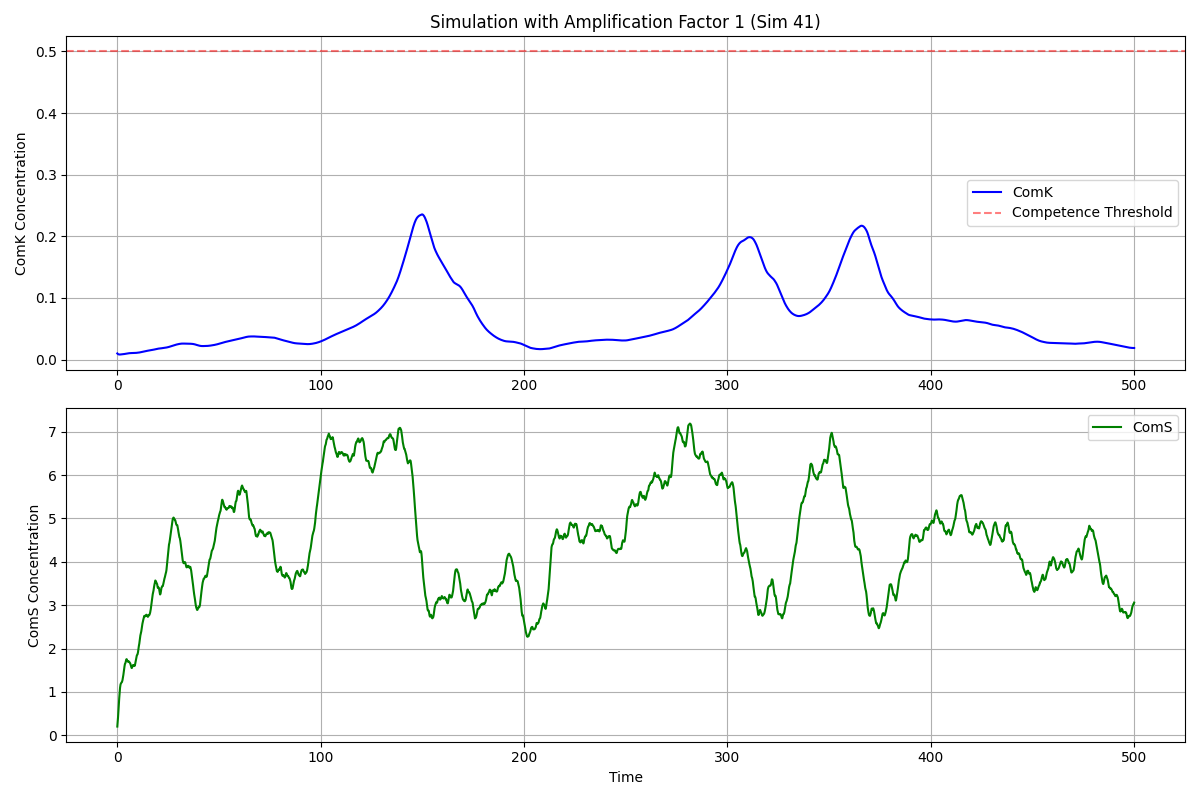 Simulation with Amplification Factor 1 (Sim 41)
ComK Concentration
0.5
0.4
0.3
0.2
0.1
0.0
ComK
Competence Threshold
0 100 200 300 400 500
ComS Concentration
7
6
5
4
3
2
1
0
ComS
0 100 200 300 400 500
Time